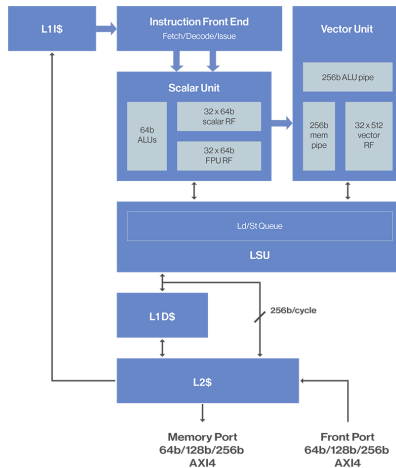 L1I$
Instruction Front End
Fetch/Decode/Issue
Vector Unit
256b ALU pipe
256b
mem
pipe
32 x 512
vector
RF
Scalar Unit
64b
ALUs
32 x 64b
scalar RF
32 x 64b
FPU RF
Ld/St Queue
LSU
L1D$
256b/cycle
L2$
Memory Port
64b/128b/256b
AXI4
Front Port
64b/128b/256b
AXI4